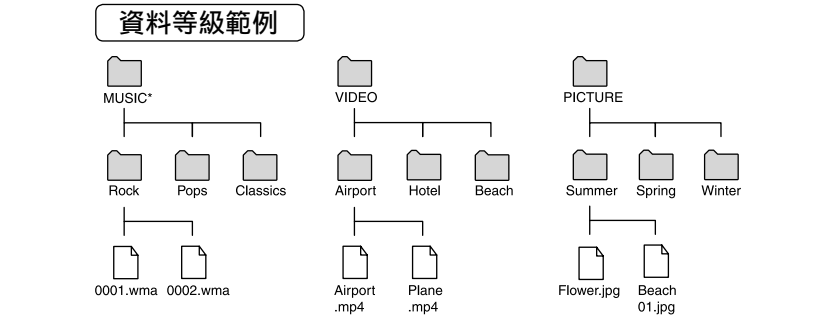 資料等級範例
MUSIC* VIDEO PICTURE
Rock Pops Classics Airport Hotel Beach Summer Spring Winter
0001.wma 0002.wma Airport Plane Flower.jpg Beach
.mp4 .mp4 01.jpg